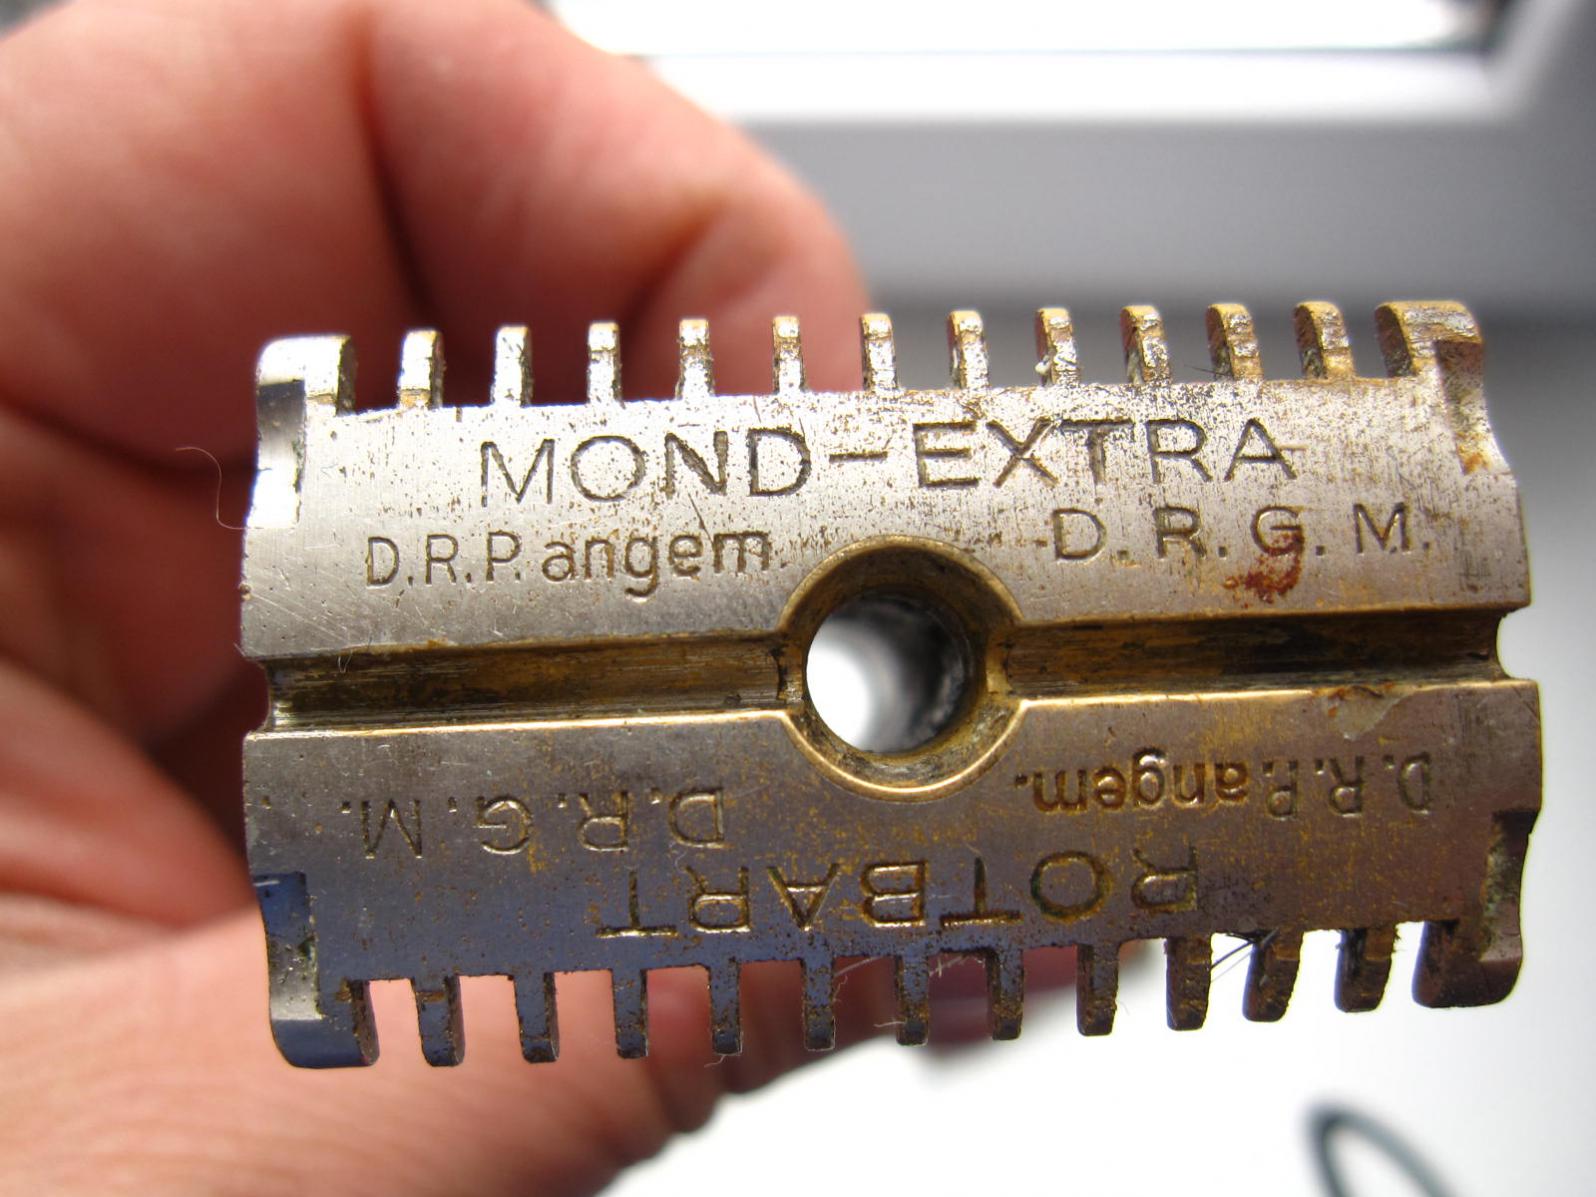 MOND-EXTRA
D.R.P. angem. D.R.G.M.
ROTBART
D.R.P. angem. D.R.G.M.